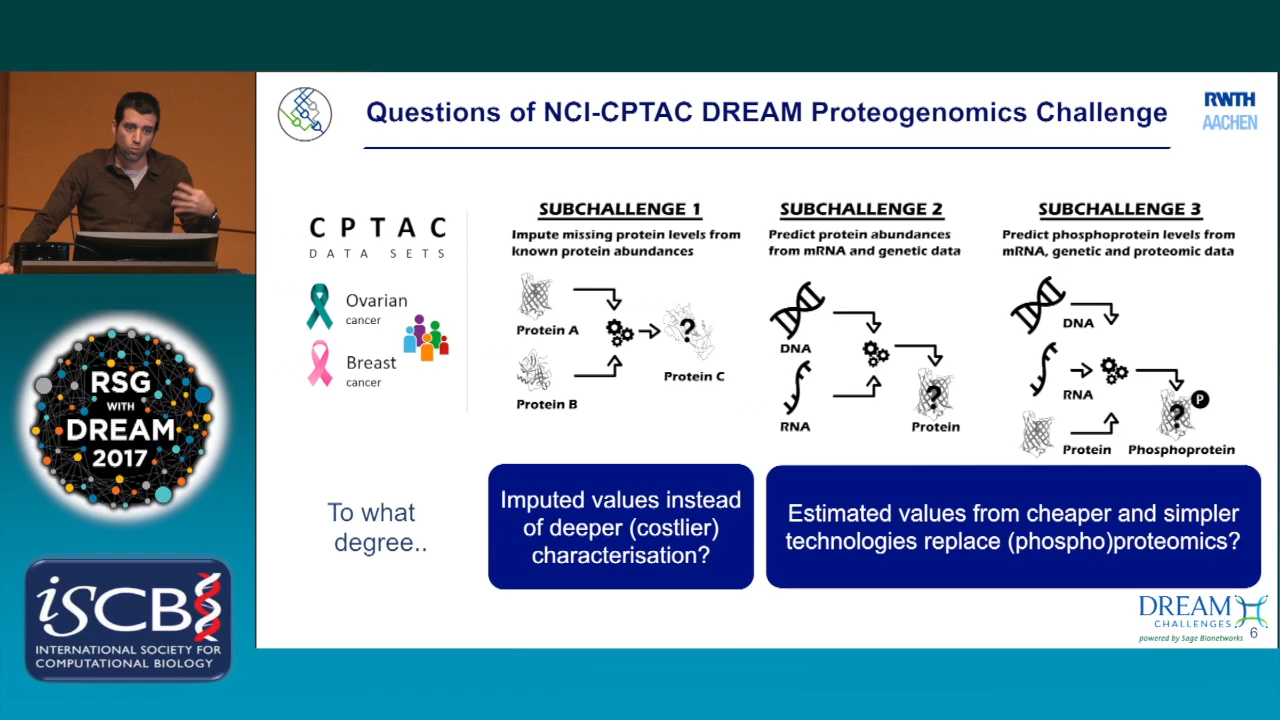 Questions of NCI-CPTAC DREAM Proteogenomics Challenge
RWTH
AACHEN
CPTAC
DATA SETS
Ovarian
cancer
Breast
cancer
SUBCHALLENGE 1
Impute missing protein levels from
known protein abundances
Protein A
Protein B
?
Protein C
SUBCHALLENGE 2
Predict protein abundances
from mRNA and genetic data
DNA
RNA
?
Protein
SUBCHALLENGE 3
Predict phosphoprotein levels from
mRNA, genetic and proteomic data
DNA
RNA
Protein
P
?
Phosphoprotein
To what
degree..
Imputed values instead
of deeper (costlier)
characterisation?
Estimated values from cheaper and simpler
technologies replace (phospho)proteomics?
DREAM
CHALLENGES
powered by Sage Bionetworks
6
RSG
WITH
DREAM
2017
iSCB
INTERNATIONAL SOCIETY FOR
COMPUTATIONAL BIOLOGY